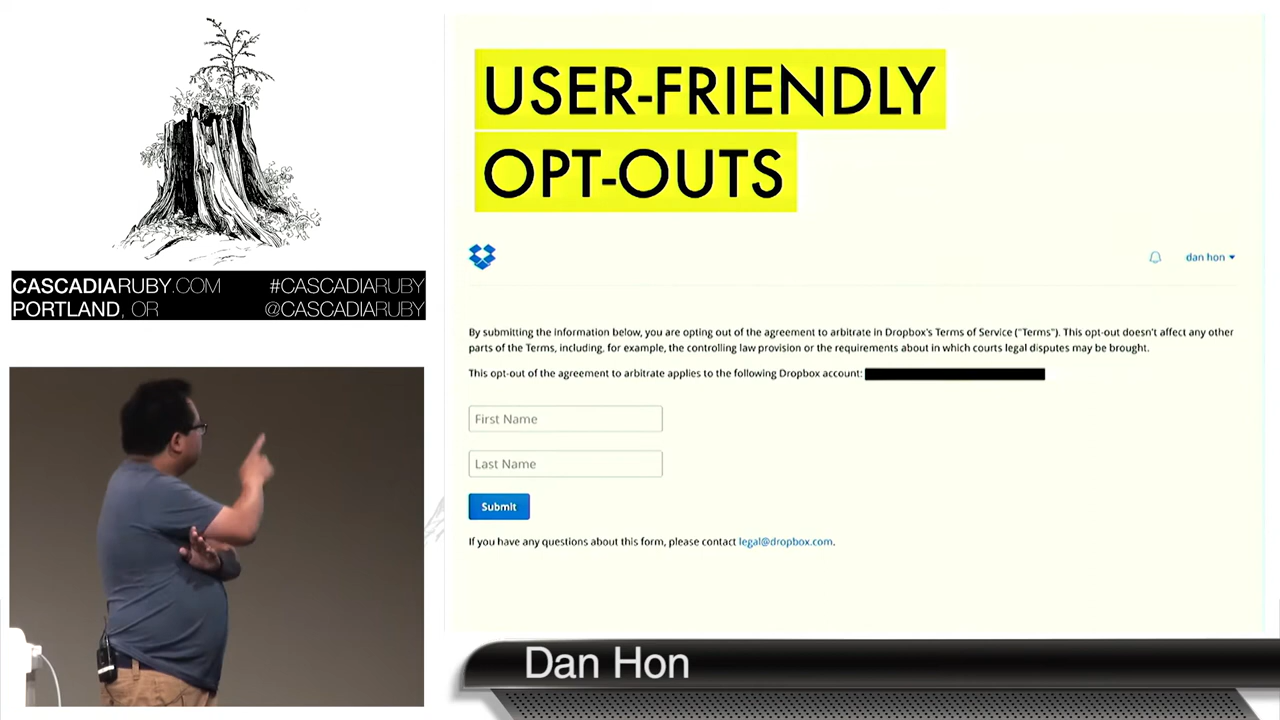 USER-FRIENDLY
OPT-OUTS
dan hon
CASCADIARUBY.COM #CASCADIARUBY
PORTLAND, OR @CASCADIARUBY
By submitting the information below, you are opting out of the agreement to arbitrate in Dropbox's Terms of Service ("Terms"). This opt-out doesn't affect any other
parts of the Terms, including, for example, the controlling law provision or the requirements about in which courts legal disputes may be brought.
This opt-out of the agreement to arbitrate applies to the following Dropbox account:
First Name
Last Name
Submit
If you have any questions about this form, please contact legal@dropbox.com.
Dan Hon